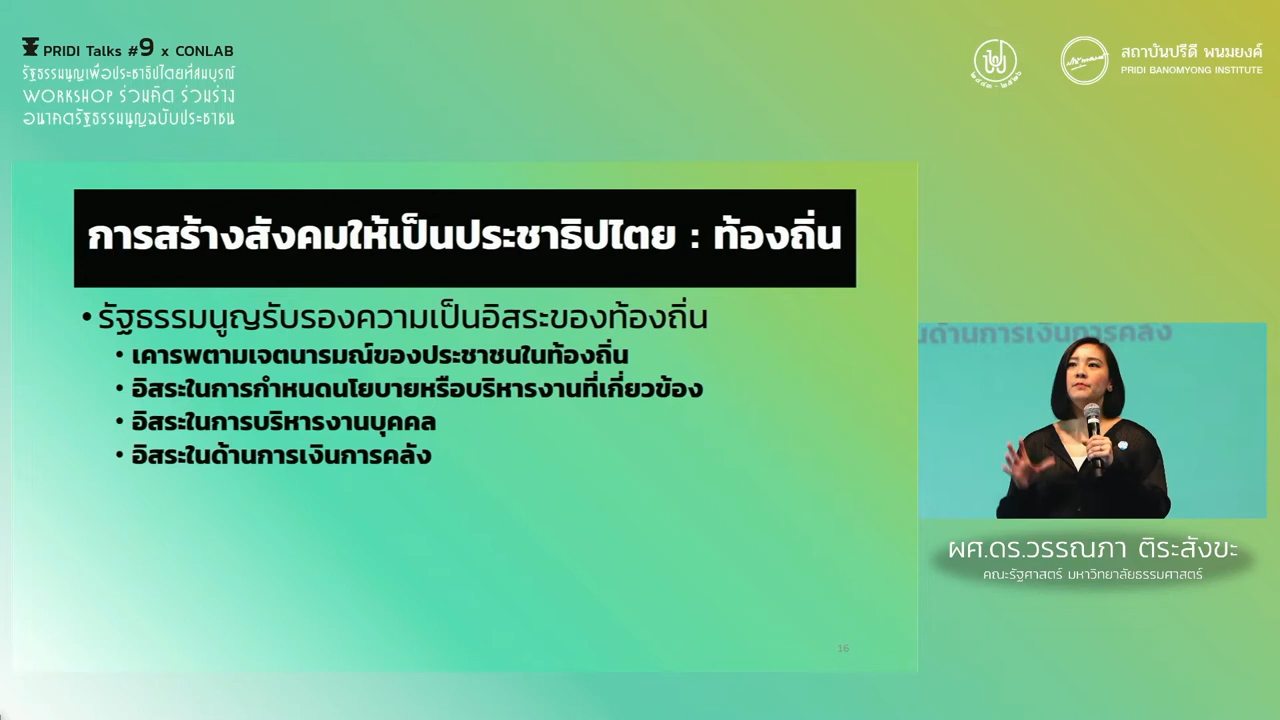 PRIDI Talks #9 x CONLAB
รัฐธรรมนูญเพื่อประชาธิปไตยที่สมบูรณ์
WORKSHOP ร่วมคิด ร่วมร่าง
อนาคตรัฐธรรมนูญฉบับประชาชน
สถาบันปรีดี พนมยงค์
PRIDI BANOMYONG INSTITUTE
การสร้างสังคมให้เป็นประชาธิปไตย : ท้องถิ่น
• รัฐธรรมนูญรับรองความเป็นอิสระของท้องถิ่น
• เคารพตามเจตนารมณ์ของประชาชนในท้องถิ่น
• อิสระในการกำหนดนโยบายหรือบริหารงานที่เกี่ยวข้อง
• อิสระในการบริหารงานบุคคล
• อิสระในด้านการเงินการคลัง
16
นด้านการเงินการคลัง
ผศ.ดร.วรรณภา ติระสังขะ
คณะรัฐศาสตร์ มหาวิทยาลัยธรรมศาสตร์